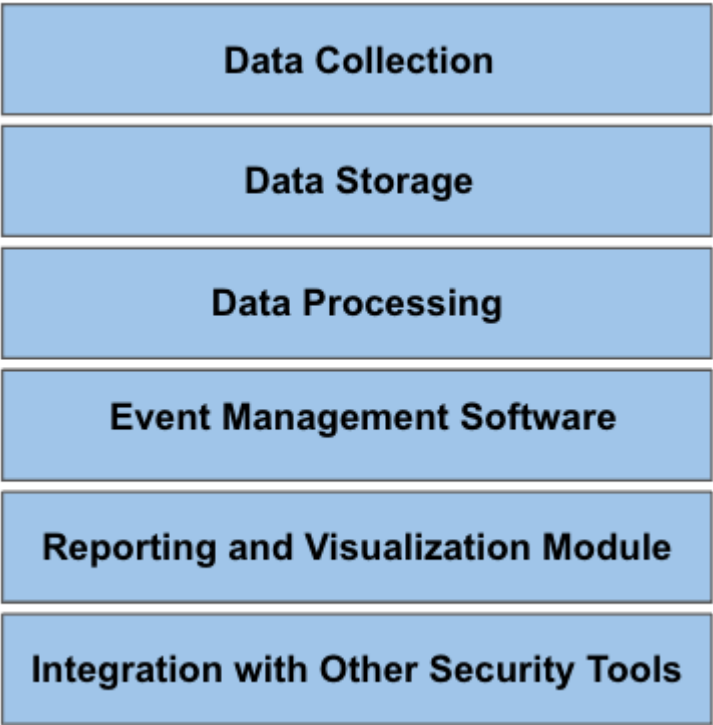 Data Collection
Data Storage
Data Processing
Event Management Software
Reporting and Visualization Module
Integration with Other Security Tools